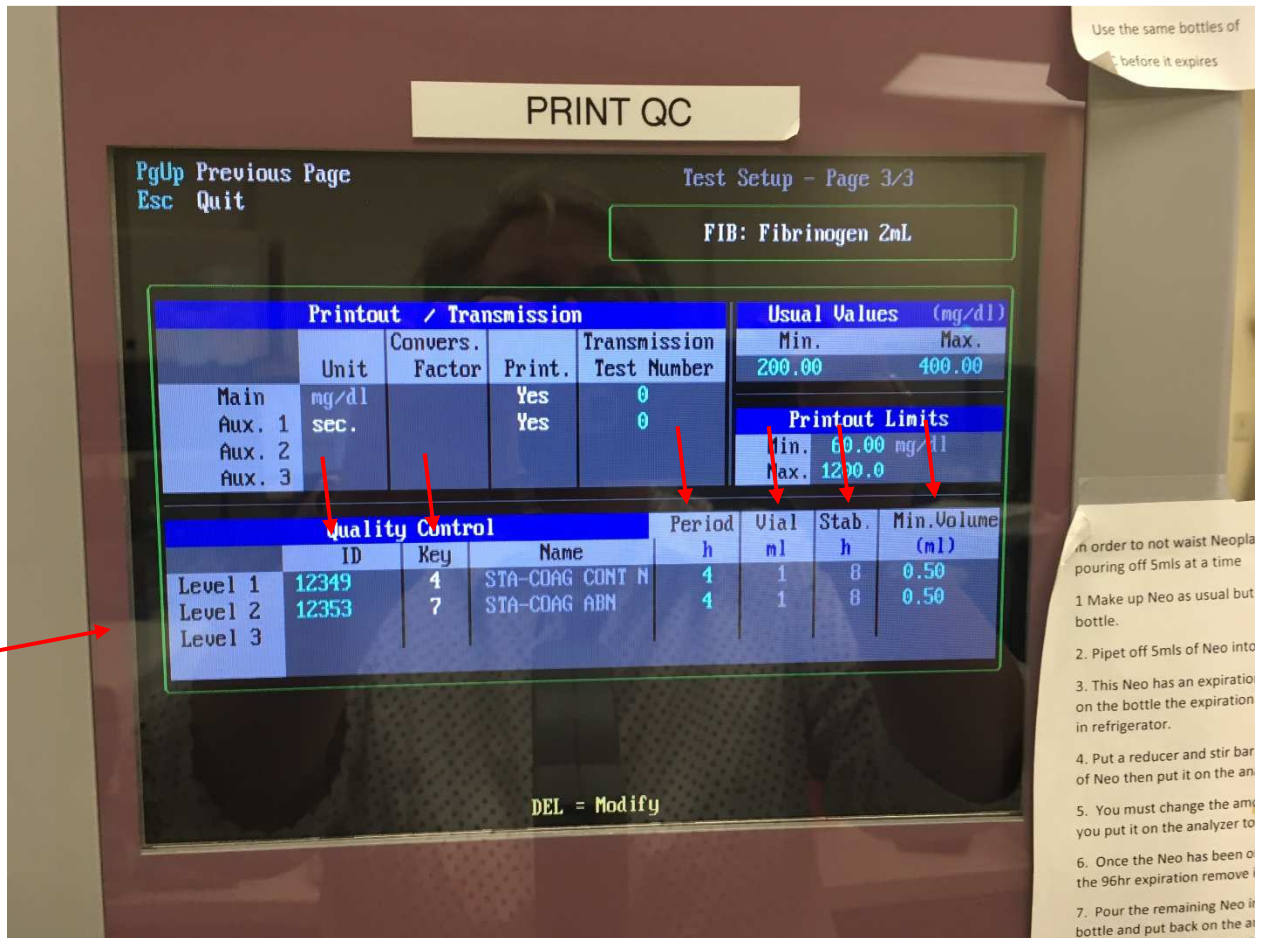 Use the same bottles of
before it expires
PRINT QC
PgUp Previous Page
Esc Quit
Test Setup - Page 3/3
FIB: Fibrinogen 2mL
Printout / Transmission
Convers. Transmission
Unit Factor Print. Test Number
Main mg/dl Yes 0
Aux. 1 sec. Yes 0
Aux. 2
Aux. 3
Usual Values (mg/dl)
Min. Max.
200.00 400.00
Printout Limits
Min. 60.00 mg/dl
Max. 1200.0
Quality Control Period Vial Stab. Min.Volume
ID Key Name h ml h (ml)
Level 1 12349 4 STA-COAG CONT N 4 1 8 0.50
Level 2 12353 7 STA-COAG ABN 4 1 8 0.50
Level 3
DEL = Modify
in order to not waist Neopla
pouring off 5mls at a time
1 Make up Neo as usual but
bottle.
2. Pipet off 5mls of Neo into
3. This Neo has an expiratio
on the bottle the expiration
in refrigerator.
4. Put a reducer and stir bar
of Neo then put it on the an
5. You must change the amo
you put it on the analyzer to
6. Once the Neo has been o
the 96hr expiration remove i
7. Pour the remaining Neo in
bottle and put back on the a